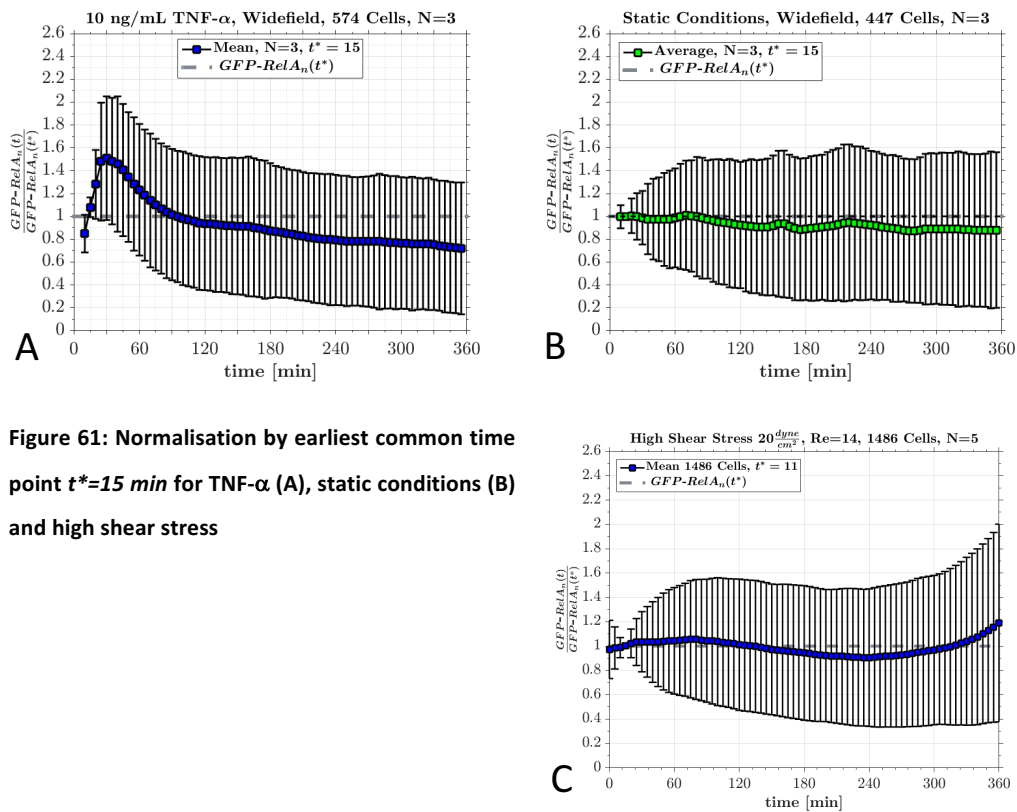 10 ng/mL TNF-α, Widefield, 574 Cells, N=3
Mean, N=3, t* = 15
GFP-RelAn(t*)
GFP-RelAn(t)
GFP-RelAn(t*)
2.6
2.4
2.2
2
1.8
1.6
1.4
1.2
1
0.8
0.6
0.4
0.2
0
0 60 120 180 240 300 360
time [min]
A
Static Conditions, Widefield, 447 Cells, N=3
Average, N=3, t* = 15
GFP-RelAn(t*)
GFP-RelAn(t)
GFP-RelAn(t*)
2.6
2.4
2.2
2
1.8
1.6
1.4
1.2
1
0.8
0.6
0.4
0.2
0
0 60 120 180 240 300 360
time [min]
B
Figure 61: Normalisation by earliest common time
point t*=15 min for TNF-α (A), static conditions (B)
and high shear stress
High Shear Stress 20 dyne/cm², Re=14, 1486 Cells, N=5
Mean 1486 Cells, t* = 11
GFP-RelAn(t*)
GFP-RelAn(t)
GFP-RelAn(t*)
2.6
2.4
2.2
2
1.8
1.6
1.4
1.2
1
0.8
0.6
0.4
0.2
0
0 60 120 180 240 300 360
time [min]
C